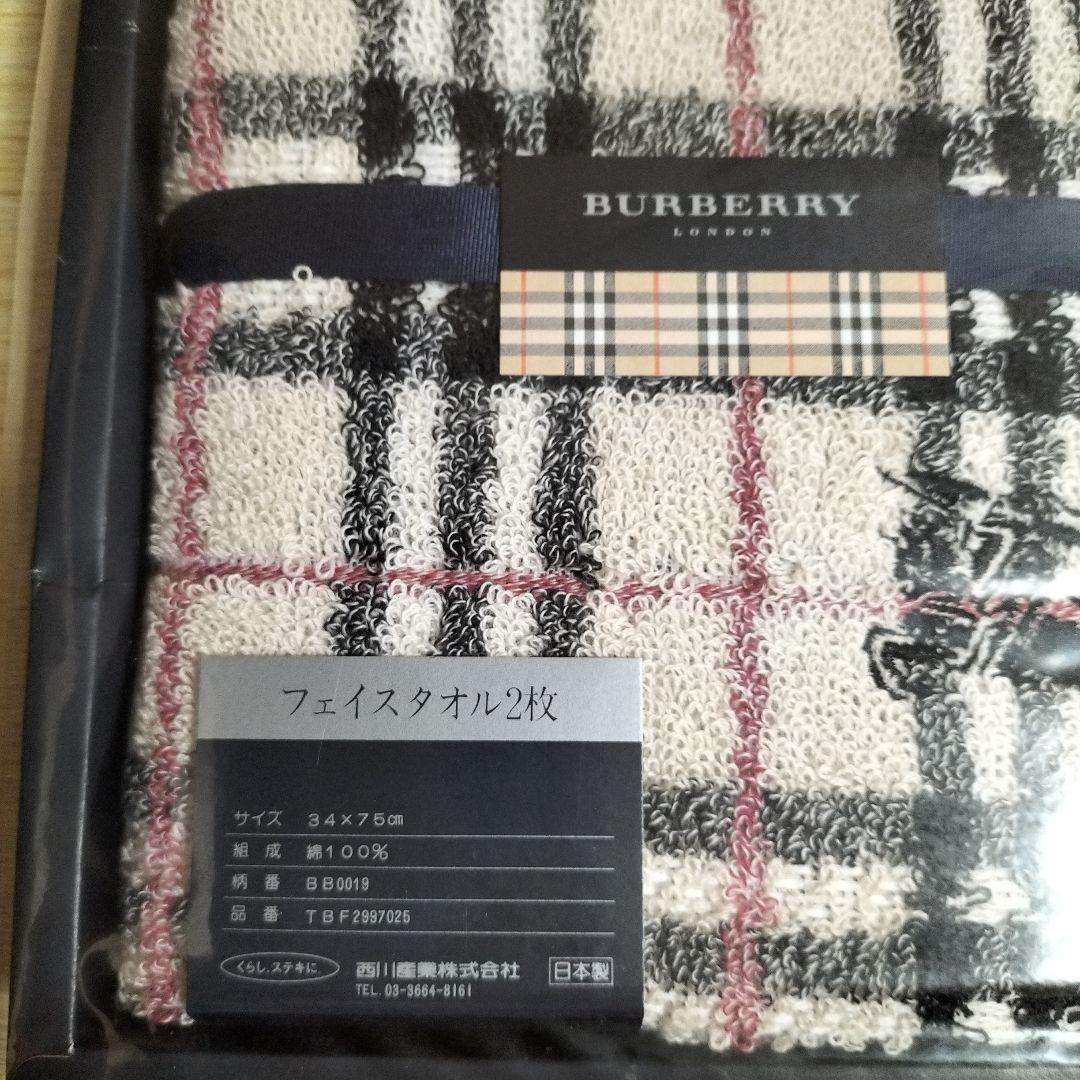 BURBERRY
LONDON
フェイスタオル2枚
サイズ 34×75㎝
組成 綿100%
柄番 BB0019
品番 TBF2997025
くらし、ステキに。 西川産業株式会社 日本製
TEL.03-3664-8161